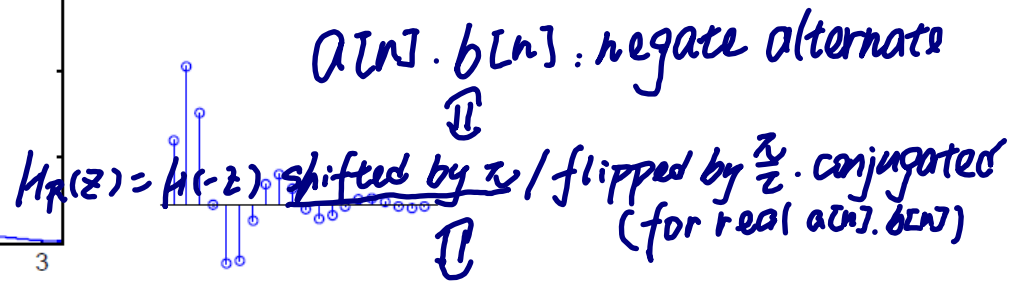 a[n].b[n]: negate alternate
⇕
H_R(z)=H(-z) shifted by π/flipped by π/2. conjugated
(for real a[n].b[n])
3